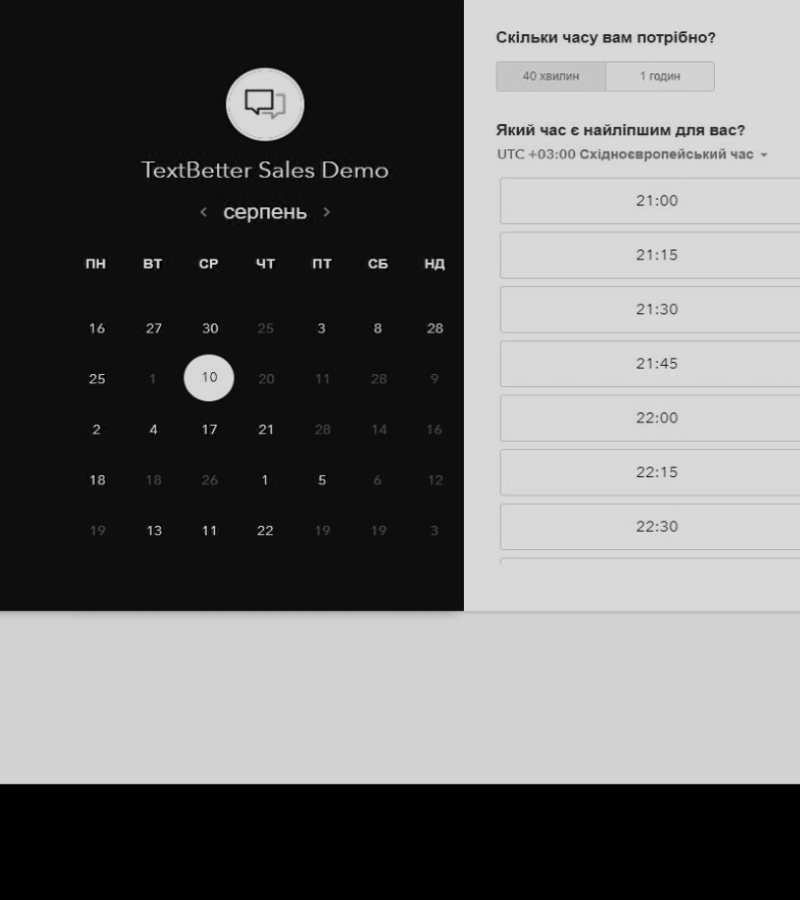 TextBetter Sales Demo
< серпень >
ПН ВТ СР ЧТ ПТ СБ НД
16 27 30 25 3 8 28
25 1 10 20 11 28 9
2 4 17 21 28 14 16
18 18 26 1 5 6 12
19 13 11 22 19 19 3
Скільки часу вам потрібно?
40 хвилин 1 годин
Який час є найліпшим для вас?
UTC +03:00 Східноєвропейський час
21:00
21:15
21:30
21:45
22:00
22:15
22:30